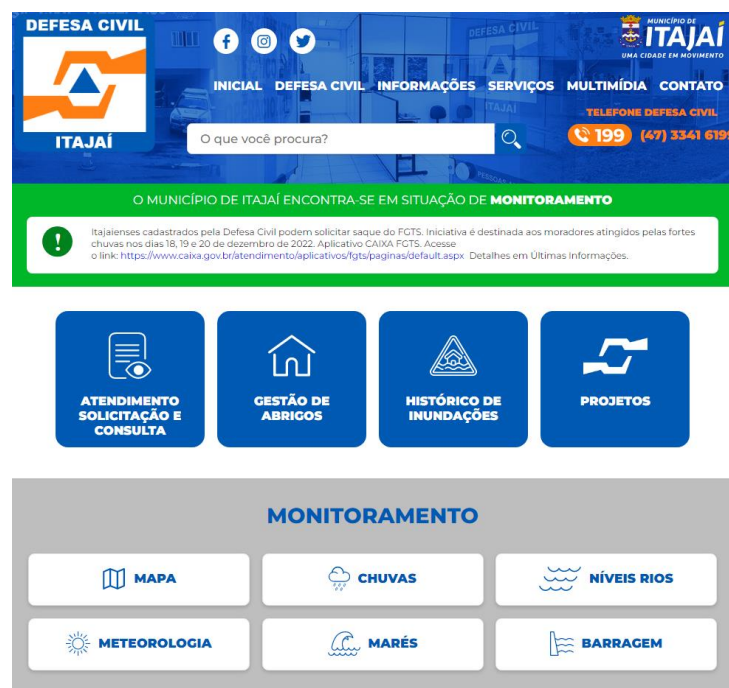 DEFESA CIVIL
ITAJAÍ
MUNICÍPIO DE
ITAJAÍ
UMA CIDADE EM MOVIMENTO
DEFESA CIVIL
INICIAL DEFESA CIVIL INFORMAÇÕES SERVIÇOS MULTIMÍDIA CONTATO
ITAJAÍ
TELEFONE DEFESA CIVIL
O que você procura?
199 (47) 3341 6199
O MUNICÍPIO DE ITAJAÍ ENCONTRA-SE EM SITUAÇÃO DE MONITORAMENTO
!
Itajaienses cadastrados pela Defesa Civil podem solicitar saque do FGTS. Iniciativa é destinada aos moradores atingidos pelas fortes
chuvas nos dias 18, 19 e 20 de dezembro de 2022. Aplicativo CAIXA FGTS. Acesse
o link: https://www.caixa.gov.br/atendimento/aplicativos/fgts/paginas/default.aspx Detalhes em Últimas Informações.
ATENDIMENTO
SOLICITAÇÃO E
CONSULTA
GESTÃO DE
ABRIGOS
HISTÓRICO DE
INUNDAÇÕES
PROJETOS
MONITORAMENTO
MAPA
CHUVAS
NÍVEIS RIOS
METEOROLOGIA
MARÉS
BARRAGEM